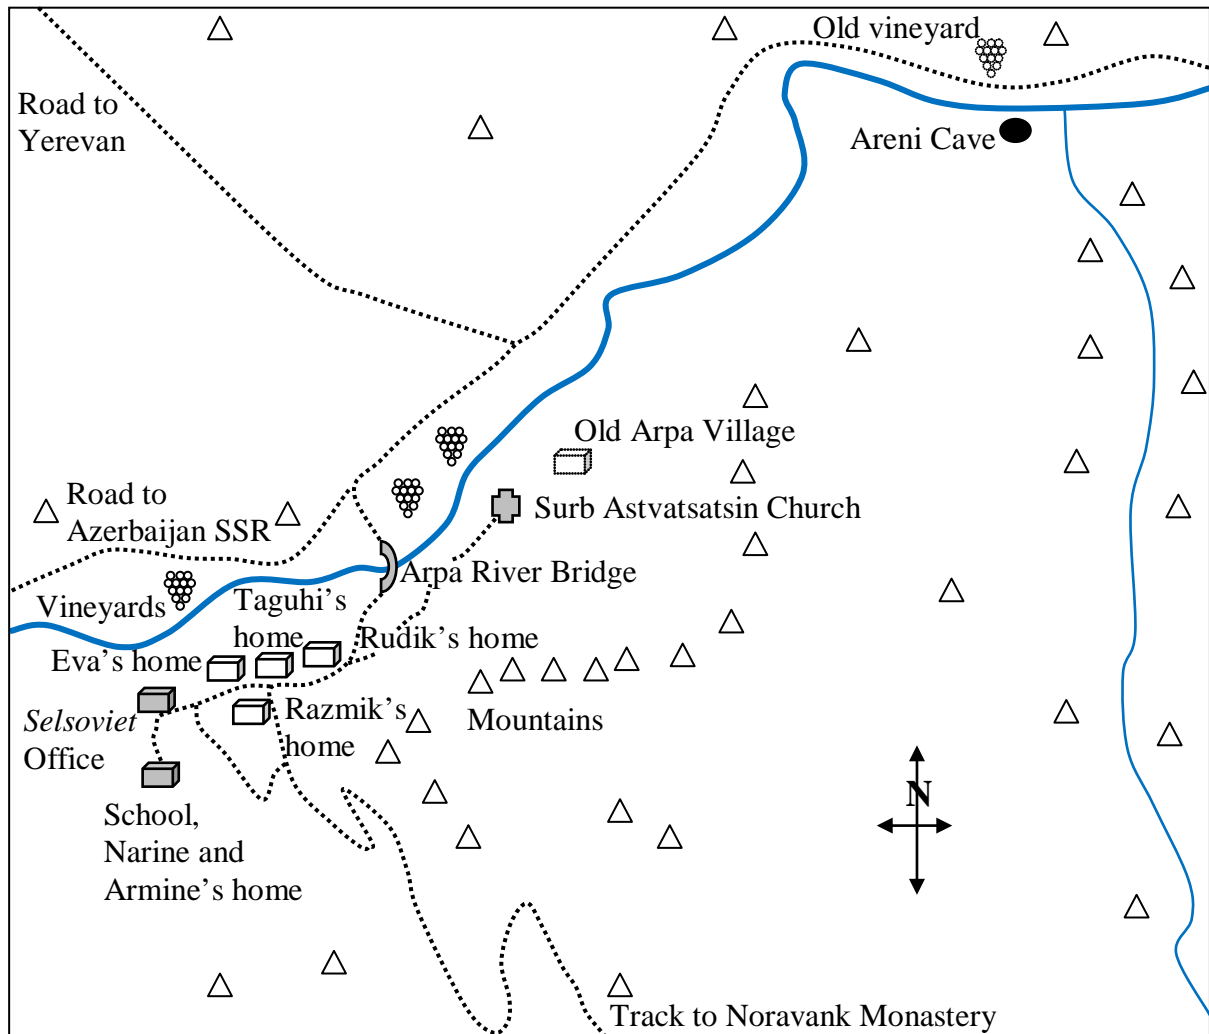 Old vineyard
Road to
Yerevan
Areni Cave
Old Arpa Village
Road to
Azerbaijan SSR
Surb Astvatsatsin Church
Arpa River Bridge
Vineyards
Taguhi's
home
Rudik's home
Eva's home
Selsoviet
Office
Razmik's
home
Mountains
N
School,
Narine and
Armine's home
Track to Noravank Monastery